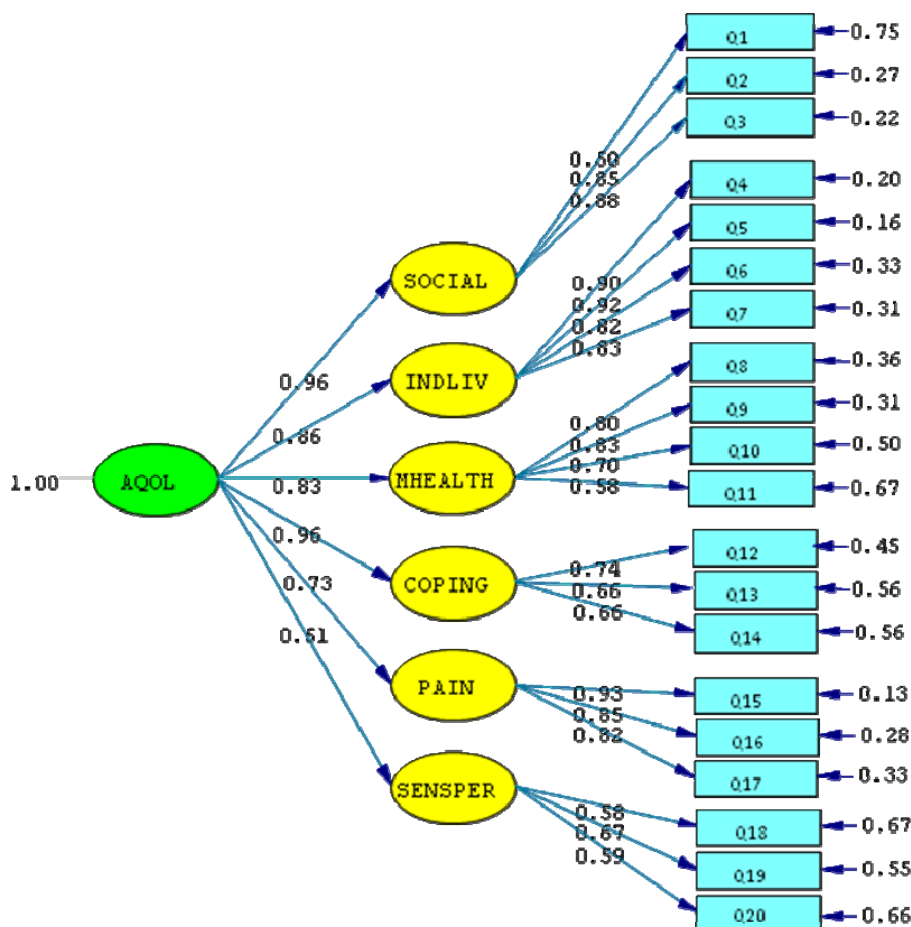 Q1 0.75
Q2 0.27
Q3 0.22
0.50
0.85
0.88
Q4 0.20
Q5 0.16
Q6 0.33
Q7 0.31
SOCIAL
0.90
0.92
0.82
0.83
0.96
INDLIV
Q8 0.36
Q9 0.31
Q10 0.50
Q11 0.67
0.86
0.80
0.83
0.70
0.58
1.00 AQOL
0.83
MHEALTH
0.96
Q12 0.45
Q13 0.56
Q14 0.56
0.73
COPING
0.74
0.66
0.66
PAIN
0.93
0.85
0.82
Q15 0.13
Q16 0.28
Q17 0.33
SENSPER
0.58
0.67
0.59
Q18 0.67
Q19 0.55
Q20 0.66